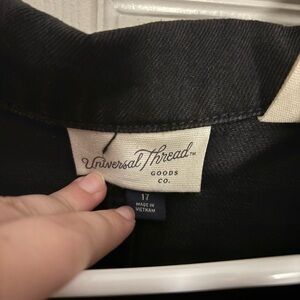 Universal Thread™
GOODS
CO.
17
MADE IN
VIETNAM